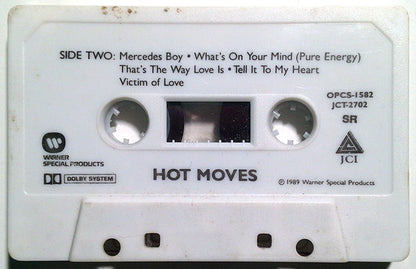 SIDE TWO: Mercedes Boy • What's On Your Mind (Pure Energy)
That's The Way Love Is • Tell It To My Heart
Victim of Love
OPCS-1582
JCT-2702
SR
WARNER
SPECIAL PRODUCTS
JCI
DOLBY SYSTEM
HOT MOVES
℗ 1989 Warner Special Products